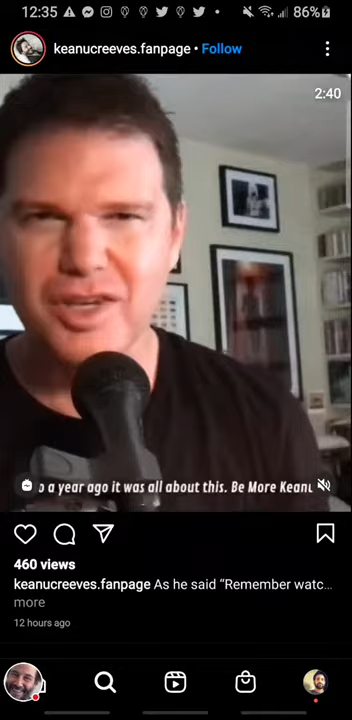 12:35
86%
keanucreeves.fanpage • Follow
2:40
o a year ago it was all about this. Be More Keanu
460 views
keanucreeves.fanpage As he said “Remember watc...
more
12 hours ago